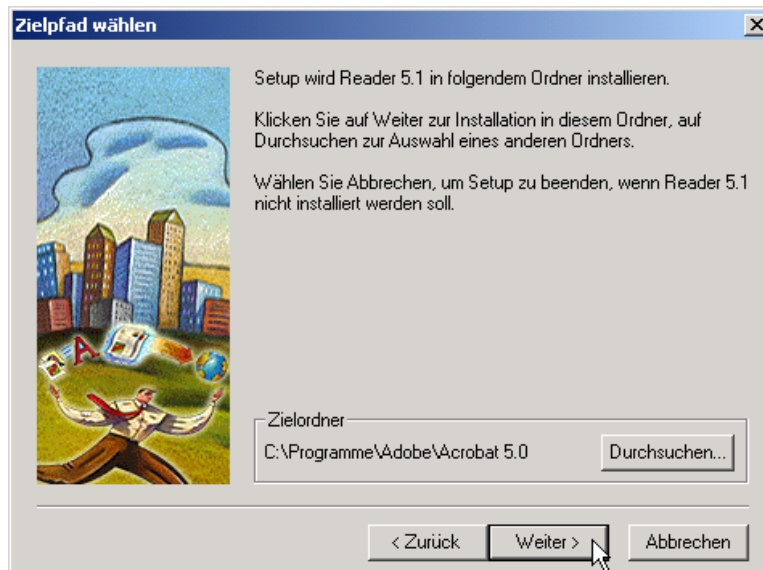 Zielpfad wählen
Setup wird Reader 5.1 in folgendem Ordner installieren.
Klicken Sie auf Weiter zur Installation in diesem Ordner, auf
Durchsuchen zur Auswahl eines anderen Ordners.
Wählen Sie Abbrechen, um Setup zu beenden, wenn Reader 5.1
nicht installiert werden soll.
A
Zielordner
C:\Programme\Adobe\Acrobat 5.0 Durchsuchen...
< Zurück Weiter > Abbrechen